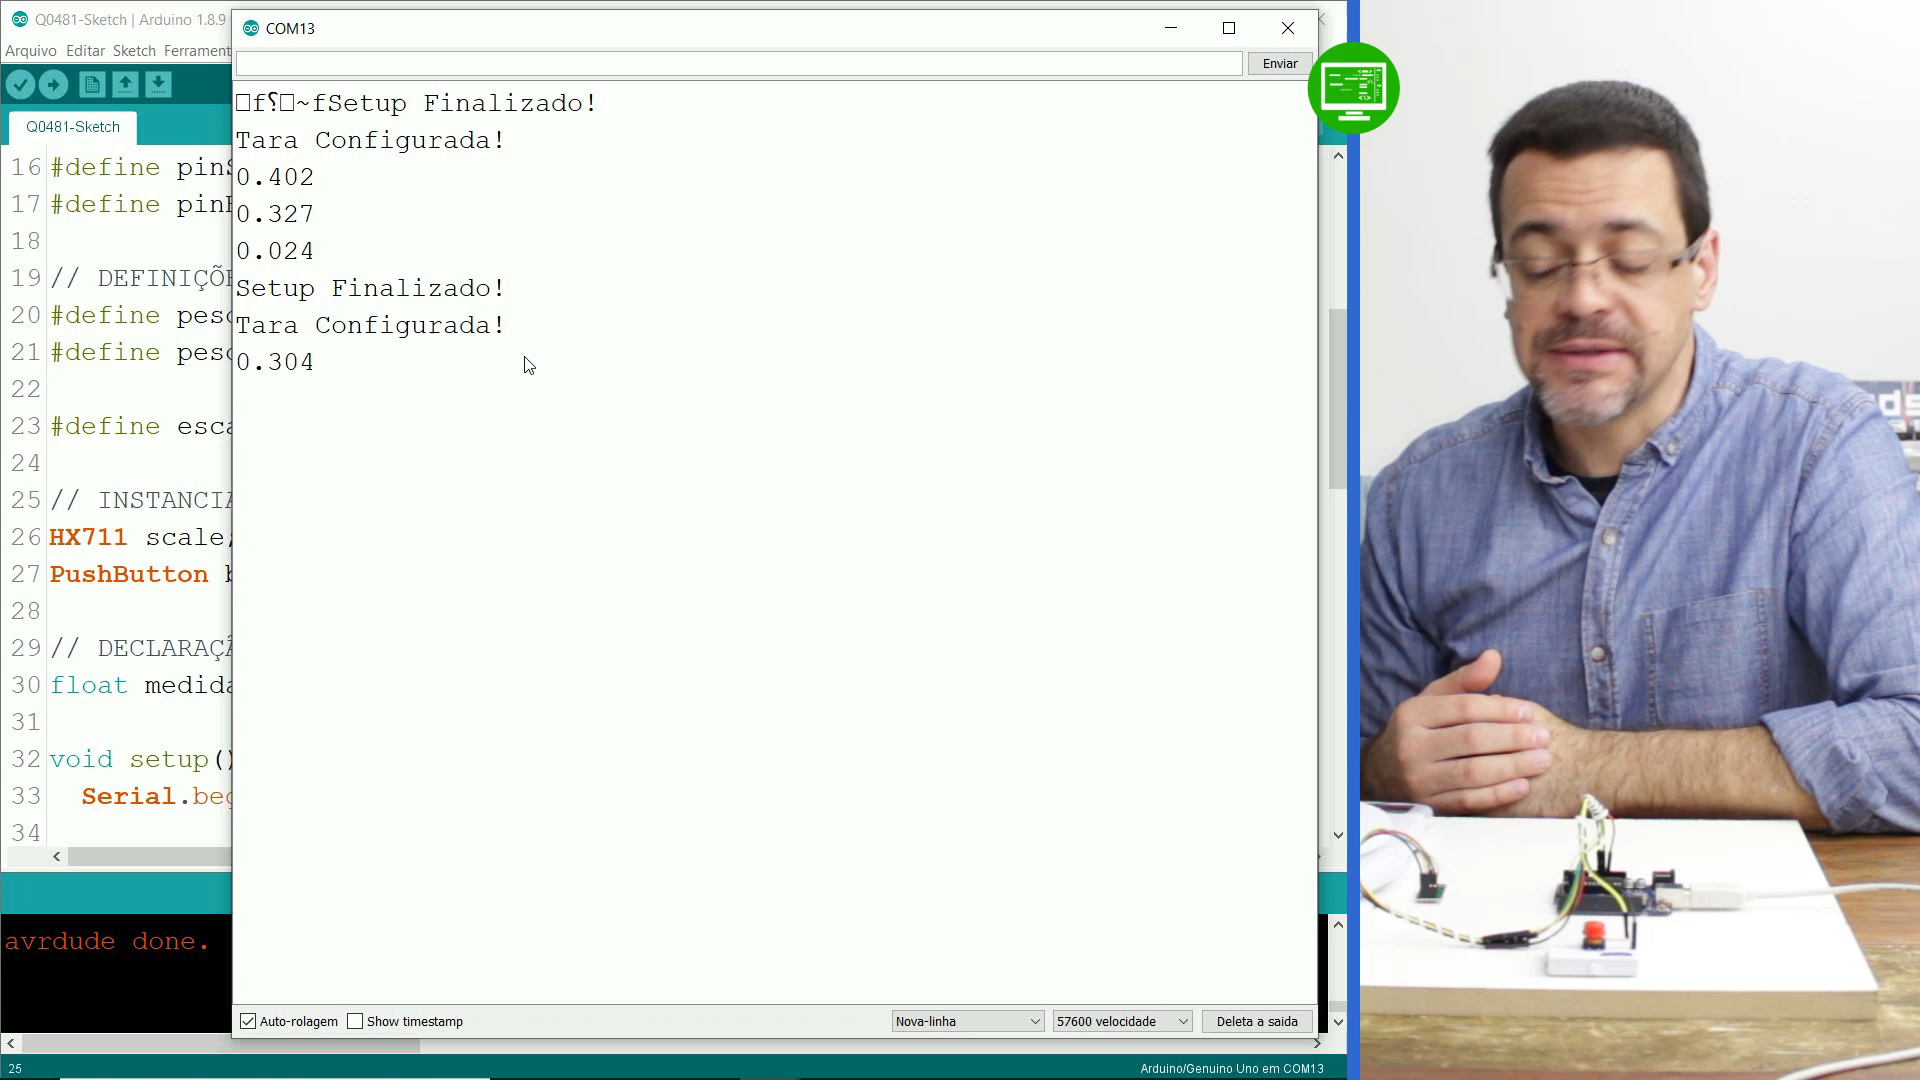 Q0481-Sketch | Arduino 1.8.9
Arquivo Editar Sketch Ferrament
Q0481-Sketch
16 #define pin
17 #define pin
18
19 // DEFINIÇÕE
20 #define peso
21 #define peso
22
23 #define esca
24
25 // INSTANCIA
26 HX711 scale;
27 PushButton b
28
29 // DECLARAÇÃ
30 float medida
31
32 void setup()
33 Serial.beg
34
avrdude done.
25
COM13
Enviar
□f⸮□~fSetup Finalizado!
Tara Configurada!
0.402
0.327
0.024
Setup Finalizado!
Tara Configurada!
0.304
Auto-rolagem
Show timestamp
Nova-linha
57600 velocidade
Deleta a saida
Arduino/Genuino Uno em COM13